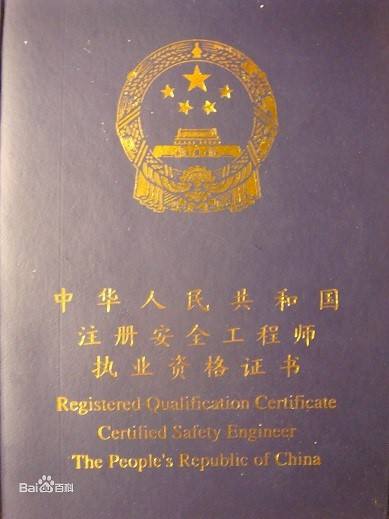 中华人民共和国
注册安全工程师
执业资格证书
Registered Qualification Certificate
Certified Safety Engineer
The People's Republic of China
Bai百科